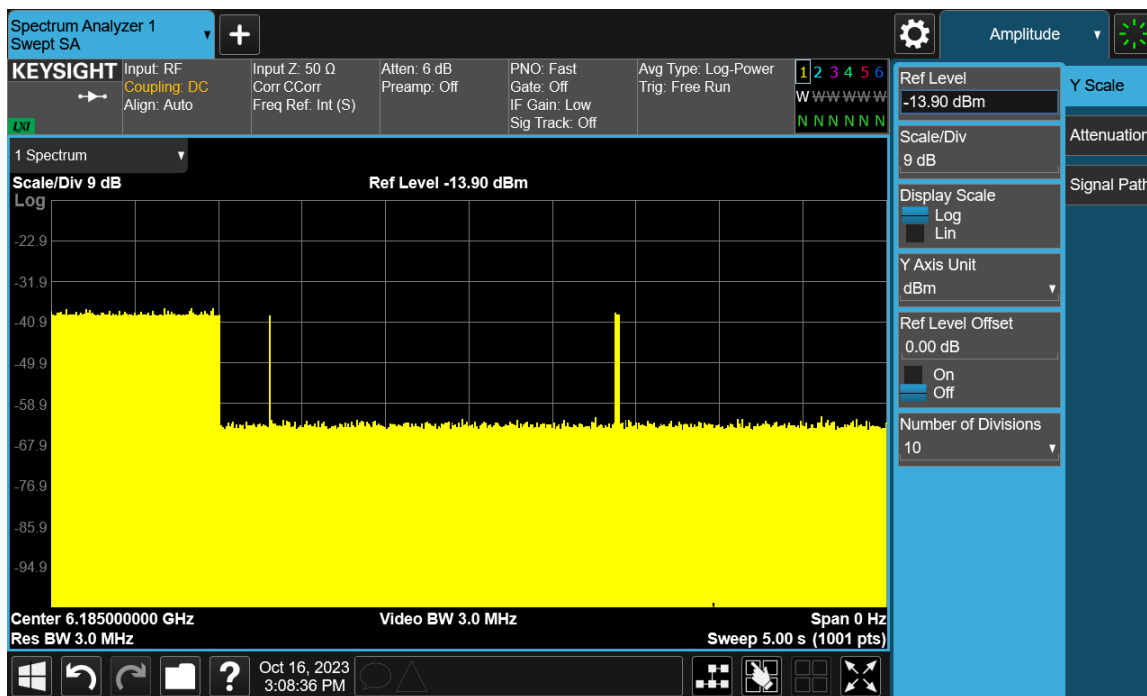 Spectrum Analyzer 1
Swept SA
Amplitude
KEYSIGHT
LXI
Input: RF
Coupling: DC
Align: Auto
Input Z: 50 Ω
Corr CCorr
Freq Ref: Int (S)
Atten: 6 dB
Preamp: Off
PNO: Fast
Gate: Off
IF Gain: Low
Sig Track: Off
Avg Type: Log-Power
Trig: Free Run
1 2 3 4 5 6
W W W W W W
N N N N N N
1 Spectrum
Scale/Div 9 dB
Ref Level -13.90 dBm
Log
-22.9
-31.9
-40.9
-49.9
-58.9
-67.9
-76.9
-85.9
-94.9
Center 6.185000000 GHz
Video BW 3.0 MHz
Span 0 Hz
Res BW 3.0 MHz
Sweep 5.00 s (1001 pts)
Ref Level
-13.90 dBm
Scale/Div
9 dB
Display Scale
Log
Lin
Y Axis Unit
dBm
Ref Level Offset
0.00 dB
On
Off
Number of Divisions
10
Y Scale
Attenuation
Signal Path
?
Oct 16, 2023
3:08:36 PM